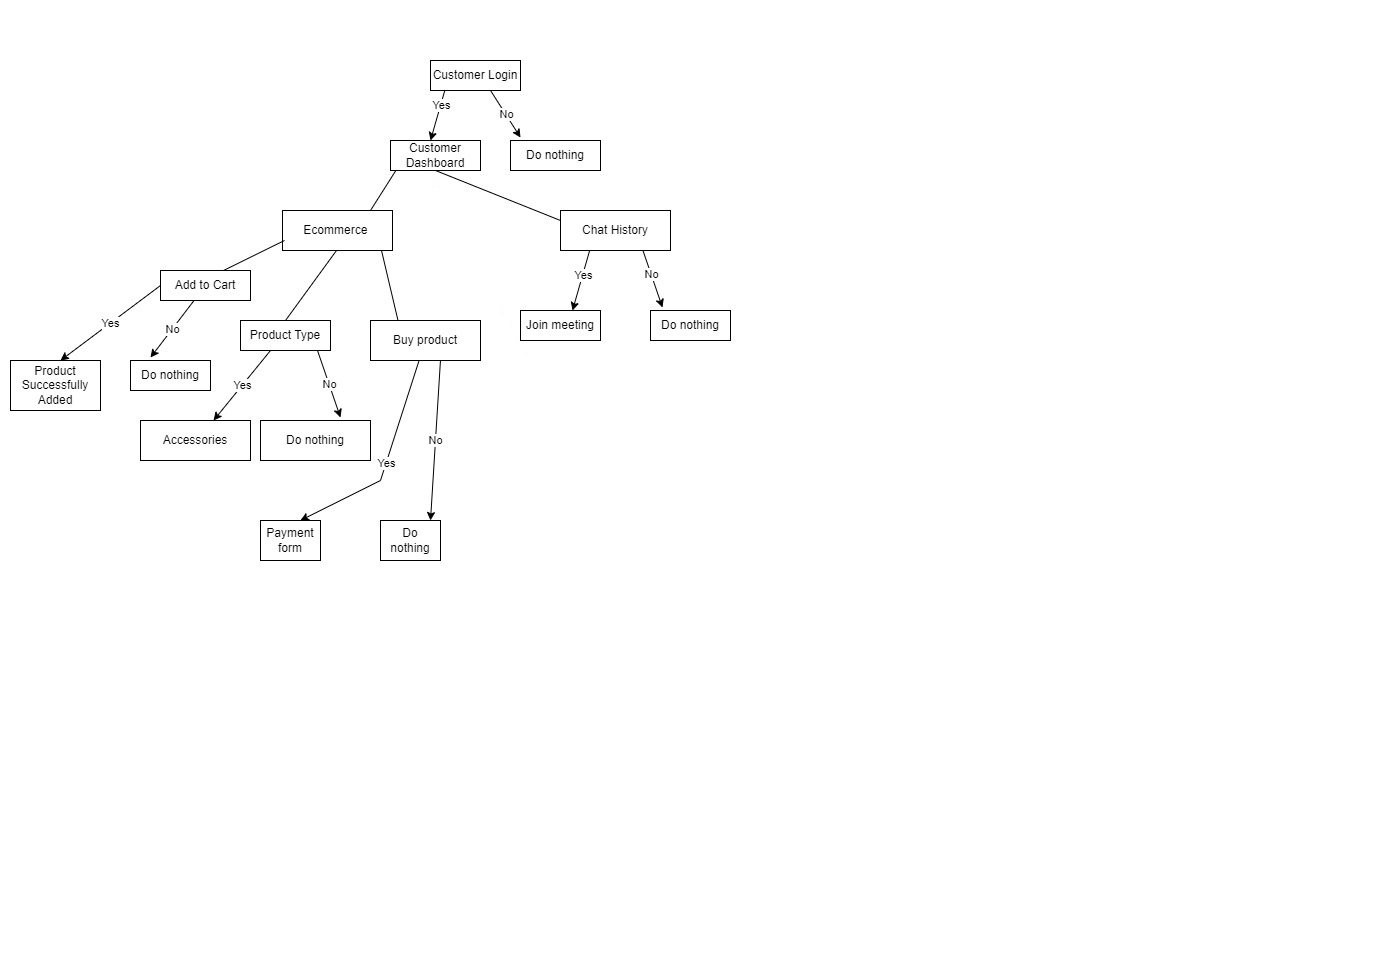 Customer Login
Yes
No
Customer
Dashboard
Do nothing
Ecommerce
Chat History
Add to Cart
Yes
No
Yes
No
Product Type
Buy product
Join meeting
Do nothing
Product
Successfully
Added
Do nothing
Yes
No
Accessories
Do nothing
Yes
No
Payment
form
Do
nothing